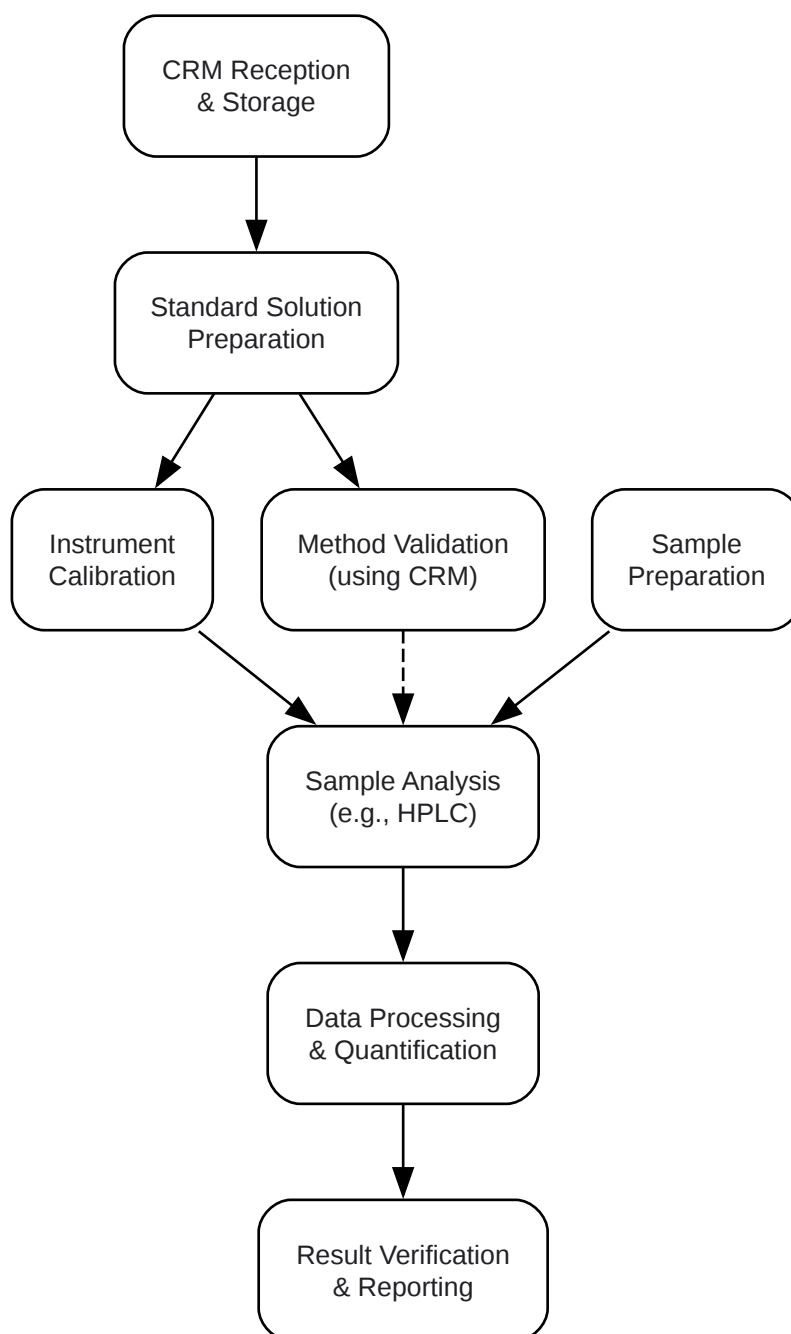 CRM Reception
& Storage
Standard Solution
Preparation
Instrument
Calibration
Method Validation
(using CRM)
Sample
Preparation
Sample Analysis
(e.g., HPLC)
Data Processing
& Quantification
Result Verification
& Reporting